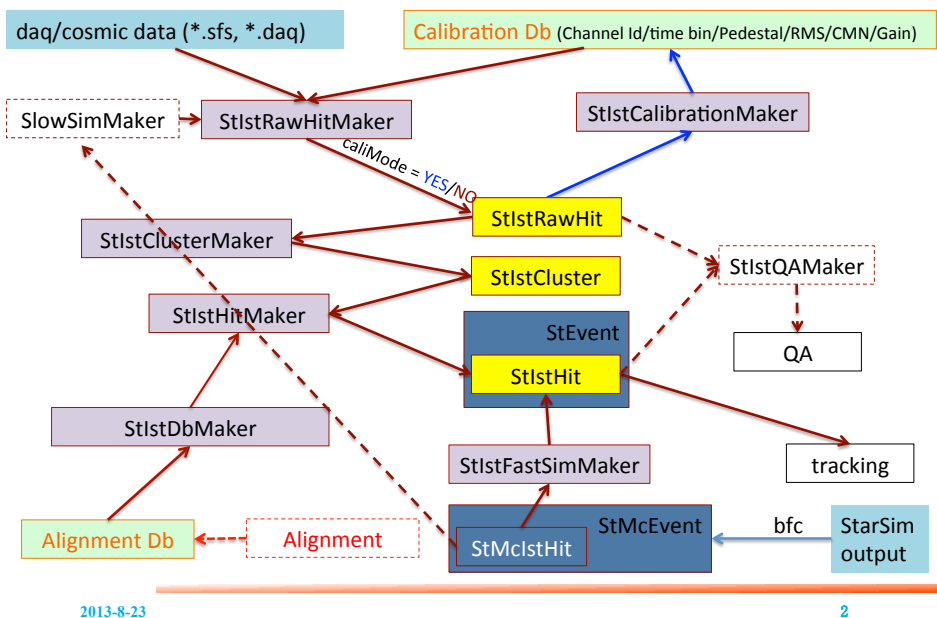 daq/cosmic data (*.sfs, *.daq)
Calibration Db (Channel Id/time bin/Pedestal/RMS/CMN/Gain)
SlowSimMaker
StIstRawHitMaker
StIstCalibrationMaker
caliMode = YES/NO
StIstRawHit
StIstClusterMaker
StIstCluster
StIstQAMaker
StIstHitMaker
StEvent
QA
StIstHit
StIstDbMaker
StIstFastSimMaker
tracking
Alignment Db
Alignment
StMcEvent
StMcIstHit
bfc
StarSim
output
2013-8-23
2